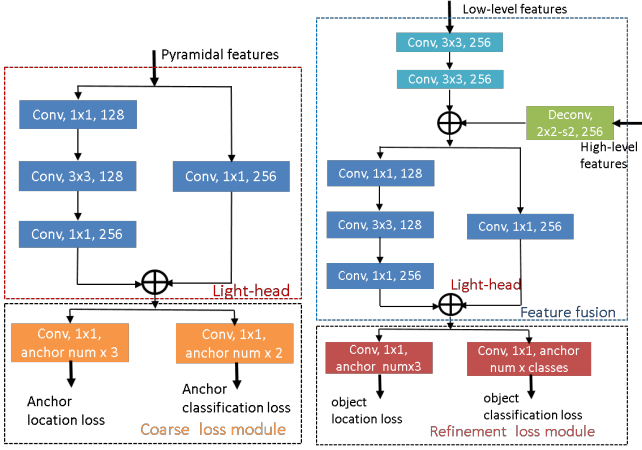 Pyramidal features
Conv, 1x1, 128
Conv, 3x3, 128
Conv, 1x1, 256
Conv, 1x1, 256
Light-head
Conv, 1x1,
anchor num x 3
Conv, 1x1,
anchor num x 2
Anchor
location loss
Anchor
classification loss
Coarse loss module
Low-level features
Conv, 3x3, 256
Conv, 3x3, 256
Deconv,
2x2-s2, 256
High-level
features
Conv, 1x1, 128
Conv, 3x3, 128
Conv, 1x1, 256
Conv, 1x1, 256
Light-head
Feature fusion
Conv, 1x1,
anchor numx3
Conv, 1x1, anchor
num x classes
object
location loss
object
classification loss
Refinement loss module